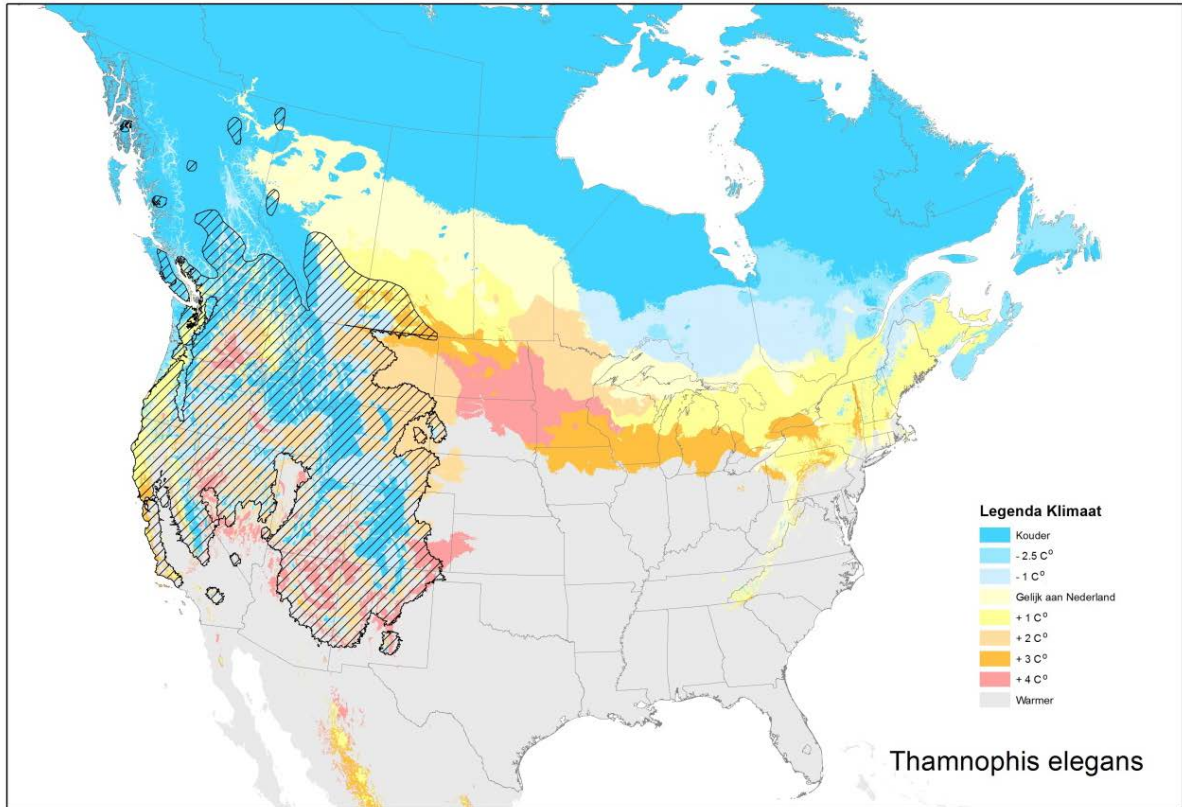 Legenda Klimaat
Kouder
- 2.5 C°
- 1 C°
Gelijk aan Nederland
+ 1 C°
+ 2 C°
+ 3 C°
+ 4 C°
Warmer
Thamnophis elegans